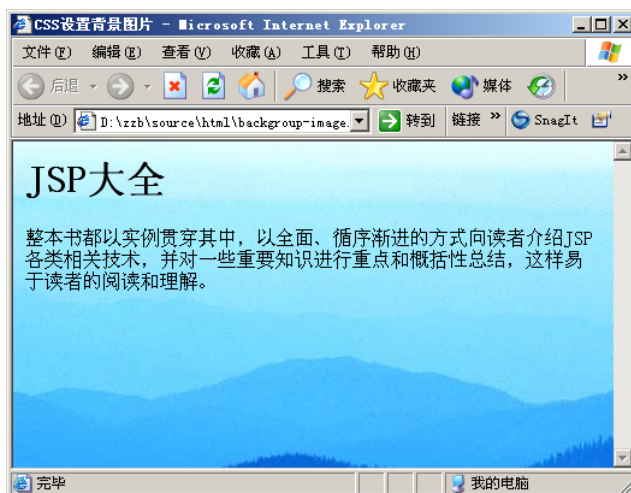 CSS设置背景图片 - Microsoft Internet Explorer
文件(F) 编辑(E) 查看(V) 收藏(A) 工具(T) 帮助(H)
后退 搜索 收藏夹 媒体 »
地址(D) D:\zzb\source\html\backgroup-image. 转到 链接 » SnagIt
JSP大全
整本书都以实例贯穿其中，以全面、循序渐进的方式向读者介绍JSP
各类相关技术，并对一些重要知识进行重点和概括性总结，这样易
于读者的阅读和理解。
完毕 我的电脑